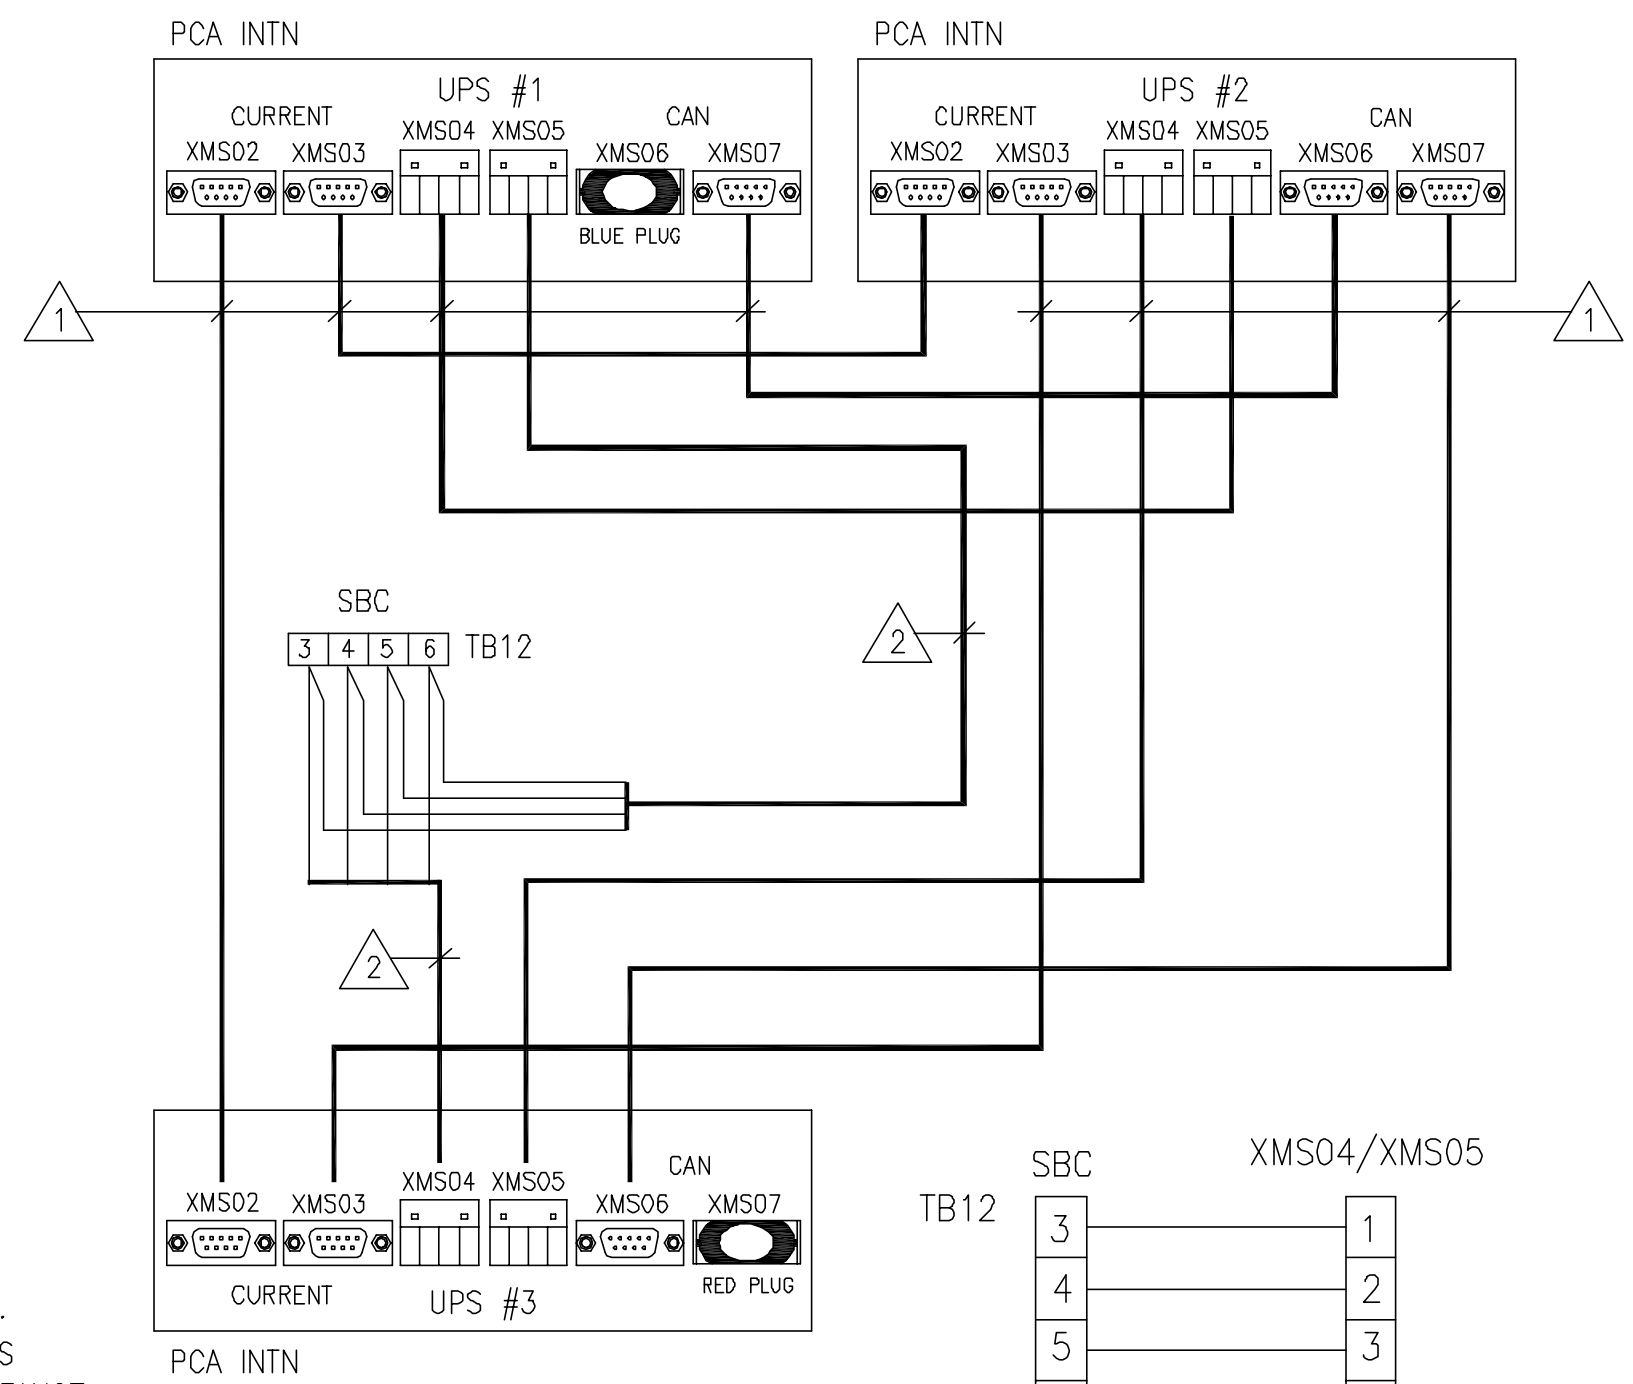 PCA INTN
PCA INTN
UPS #1
UPS #2
CURRENT
CAN
CURRENT
CAN
XMS02 XMS03 XMS04 XMS05 XMS06 XMS07
XMS02 XMS03 XMS04 XMS05 XMS06 XMS07
BLUE PLUG
1
1
SBC
3 4 5 6 TB12
2
2
CAN
XMS02 XMS03 XMS04 XMS05 XMS06 XMS07
RED PLUG
CURRENT
UPS #3
PCA INTN
SBC
XMS04/XMS05
TB12
3 1
4 2
5 3